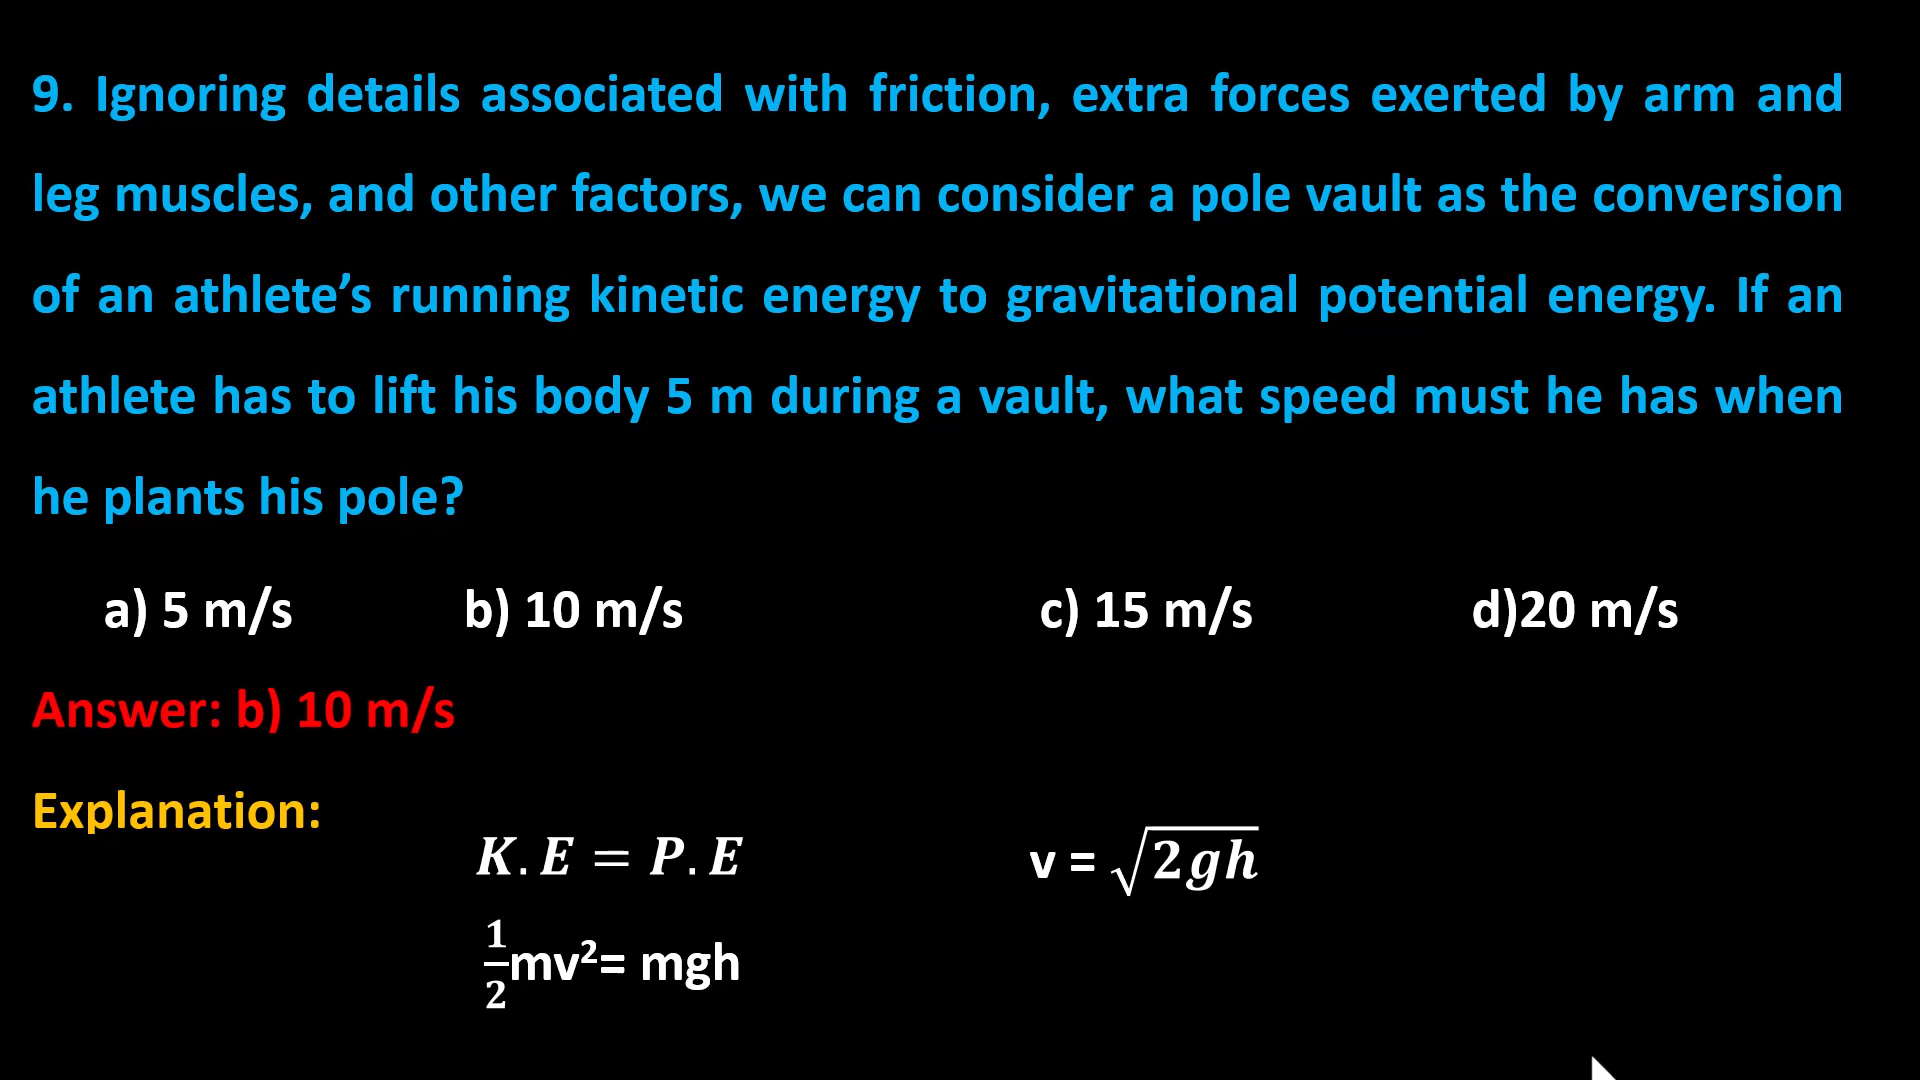 9. Ignoring details associated with friction, extra forces exerted by arm and
leg muscles, and other factors, we can consider a pole vault as the conversion
of an athlete’s running kinetic energy to gravitational potential energy. If an
athlete has to lift his body 5 m during a vault, what speed must he has when
he plants his pole?
a) 5 m/s b) 10 m/s c) 15 m/s d)20 m/s
Answer: b) 10 m/s
Explanation:
K.E = P.E v = √2gh
1/2 mv²= mgh